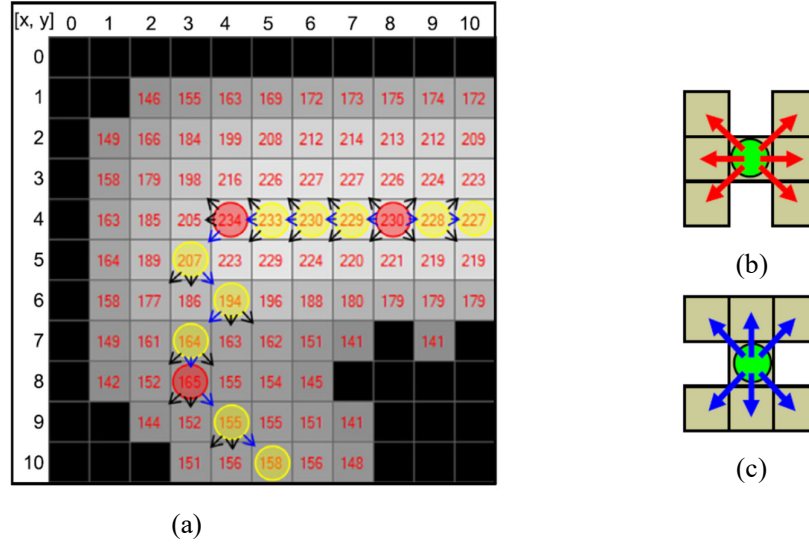 [x, y] 0 1 2 3 4 5 6 7 8 9 10
0
1 146 155 163 169 172 173 175 174 172
2 149 166 184 199 208 212 214 213 212 209
3 158 179 198 216 226 227 227 226 224 223
4 163 185 205 234 233 230 229 230 228 227
5 164 189 207 223 229 224 220 221 219 219
6 158 177 186 194 196 188 180 179 179 179
7 149 161 164 163 162 151 141 141
8 142 152 165 155 154 145
9 144 152 155 155 151 141
10 151 156 158 156 148
(a)
(b)
(c)